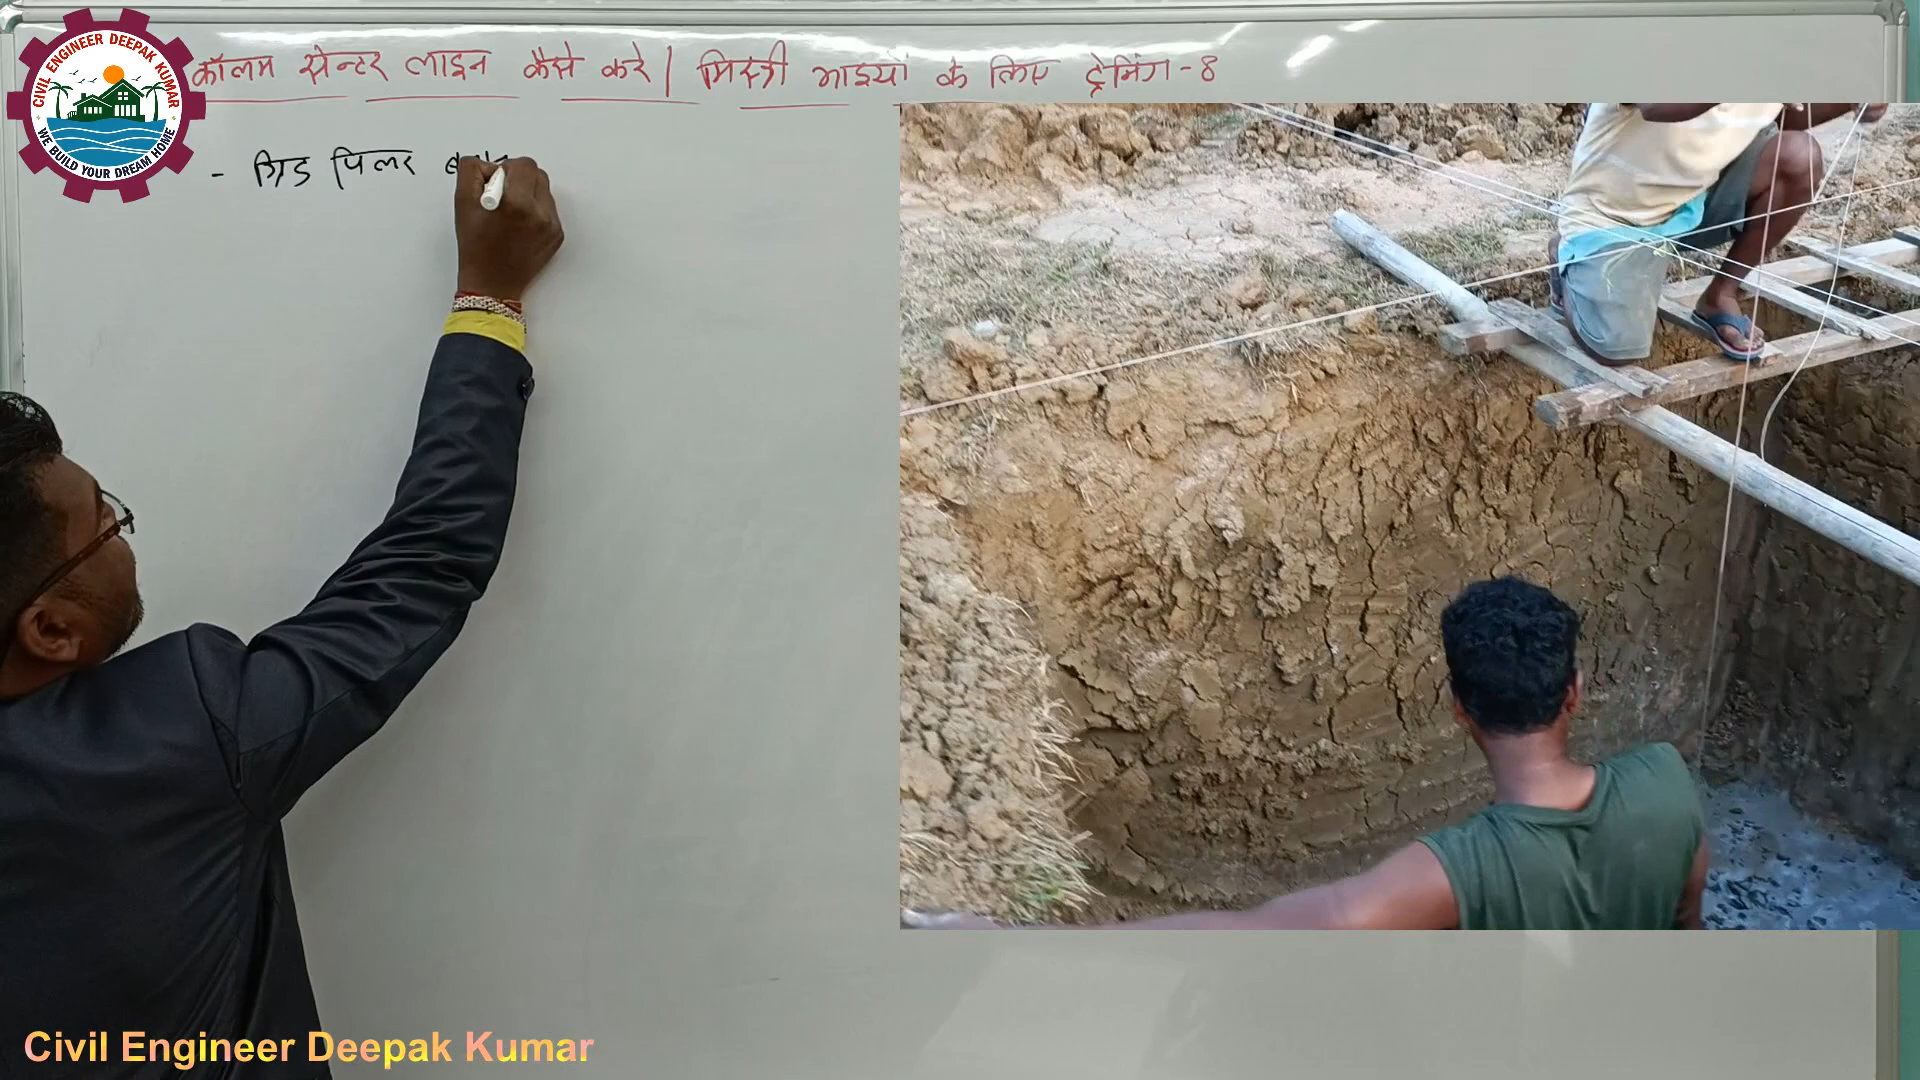 CIVIL ENGINEER DEEPAK KUMAR
WE BUILD YOUR DREAM HOME
कॉलम सेन्टर लाइन कैसे करे | मिस्त्री भाइयों के लिए ट्रेनिंग - 8
- ग्रिड पिलर
Civil Engineer Deepak Kumar